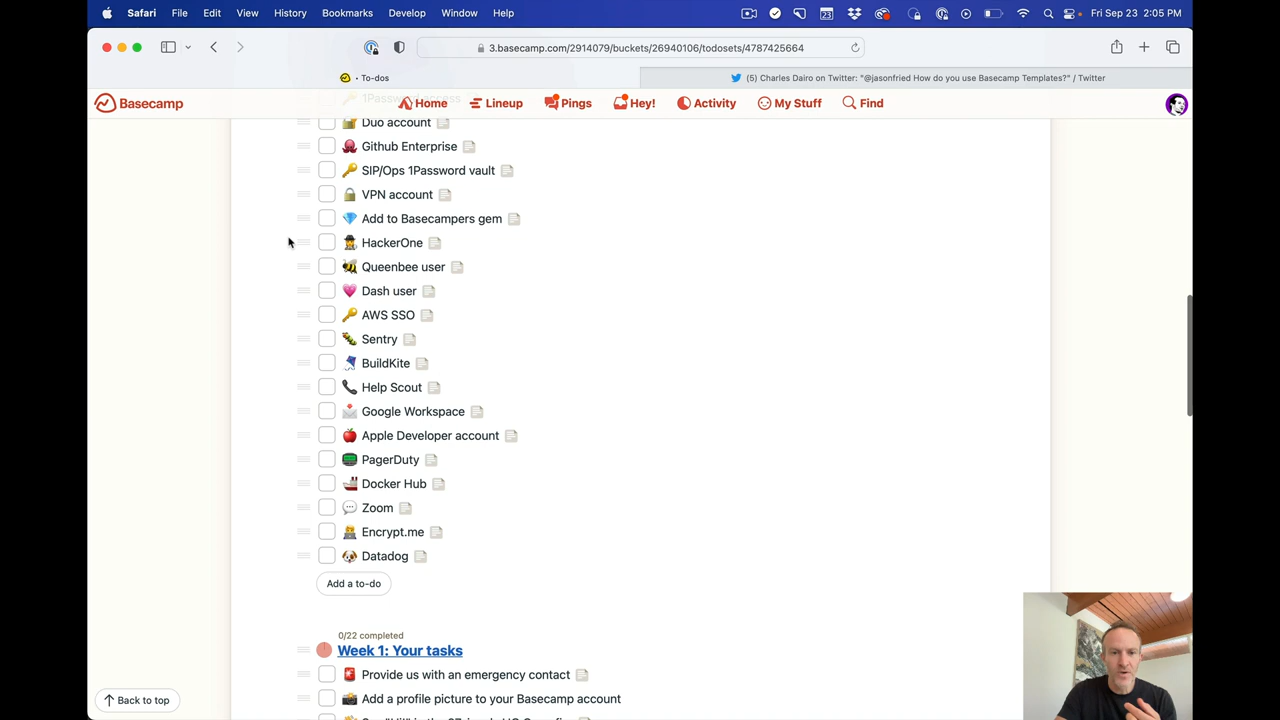 Safari File Edit View History Bookmarks Develop Window Help
23
Fri Sep 23 2:05 PM
3.basecamp.com/2914079/buckets/26940106/todosets/4787425664
• To-dos
(5) Charles Dairo on Twitter: "@jasonfried How do you use Basecamp Templates?" / Twitter
Basecamp
Home
Lineup
Pings
Hey!
Activity
My Stuff
Find
1Password access
Duo account
Github Enterprise
SIP/Ops 1Password vault
VPN account
Add to Basecampers gem
HackerOne
Queenbee user
Dash user
AWS SSO
Sentry
BuildKite
Help Scout
Google Workspace
Apple Developer account
PagerDuty
Docker Hub
Zoom
Encrypt.me
Datadog
Add a to-do
0/22 completed
Week 1: Your tasks
Provide us with an emergency contact
Add a profile picture to your Basecamp account
Back to top